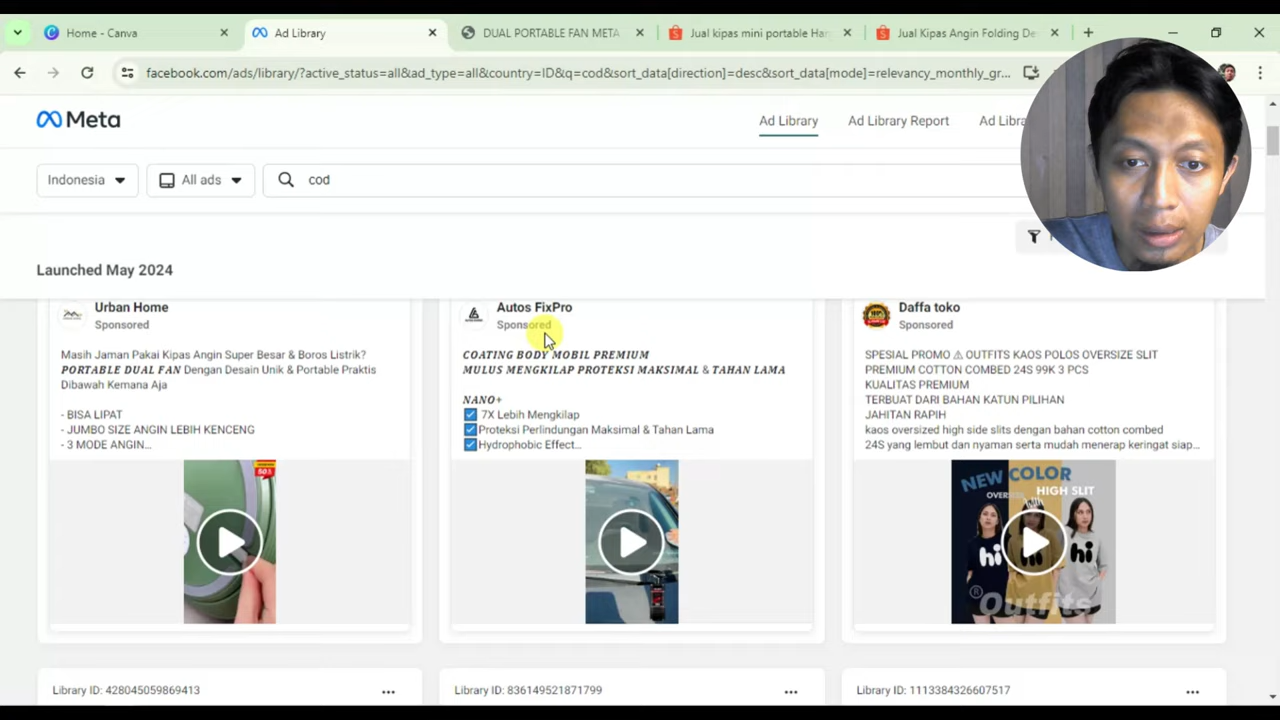 Home - Canva
Ad Library
DUAL PORTABLE FAN META
Jual kipas mini portable Han
Jual Kipas Angin Folding De
facebook.com/ads/library/?active_status=all&ad_type=all&country=ID&q=cod&sort_data[direction]=desc&sort_data[mode]=relevancy_monthly_gr...
Meta
Ad Library
Ad Library Report
Ad Libra
Indonesia
All ads
cod
Launched May 2024
Urban Home
Sponsored
Masih Jaman Pakai Kipas Angin Super Besar & Boros Listrik?
PORTABLE DUAL FAN Dengan Desain Unik & Portable Praktis
Dibawah Kemana Aja
- BISA LIPAT
- JUMBO SIZE ANGIN LEBIH KENCENG
- 3 MODE ANGIN...
Autos FixPro
Sponsored
COATING BODY MOBIL PREMIUM
MULUS MENGKILAP PROTEKSI MAKSIMAL & TAHAN LAMA
NANO+
☑ 7X Lebih Mengkilap
☑Proteksi Perlindungan Maksimal & Tahan Lama
☑Hydrophobic Effect...
Daffa toko
Sponsored
SPESIAL PROMO ⚠ OUTFITS KAOS POLOS OVERSIZE SLIT
PREMIUM COTTON COMBED 24S 99K 3 PCS
KUALITAS PREMIUM
TERBUAT DARI BAHAN KATUN PILIHAN
JAHITAN RAPIH
kaos oversized high side slits dengan bahan cotton combed
24S yang lembut dan nyaman serta mudah menerap keringat siap...
NEW COLOR
HIGH SLIT
hi
hi
hi
® Outfits
Library ID: 428045059869413
Library ID: 836149521871799
Library ID: 1113384326607517